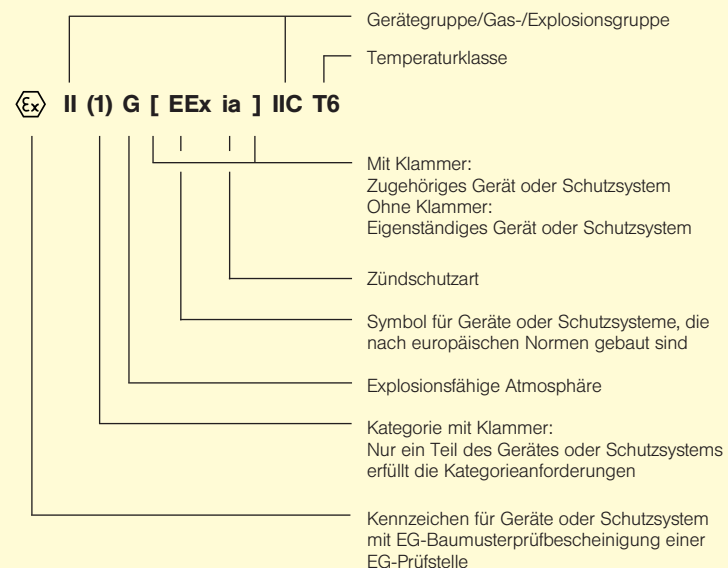 Gerätegruppe/Gas-/Explosionsgruppe
Temperaturklasse
Ex II (1) G [ EEx ia ] IIC T6
Mit Klammer:
Zugehöriges Gerät oder Schutzsystem
Ohne Klammer:
Eigenständiges Gerät oder Schutzsystem
Zündschutzart
Symbol für Geräte oder Schutzsysteme, die
nach europäischen Normen gebaut sind
Explosionsfähige Atmosphäre
Kategorie mit Klammer:
Nur ein Teil des Gerätes oder Schutzsystems
erfüllt die Kategorieanforderungen
Kennzeichen für Geräte oder Schutzsystem
mit EG-Baumusterprüfbescheinigung einer
EG-Prüfstelle